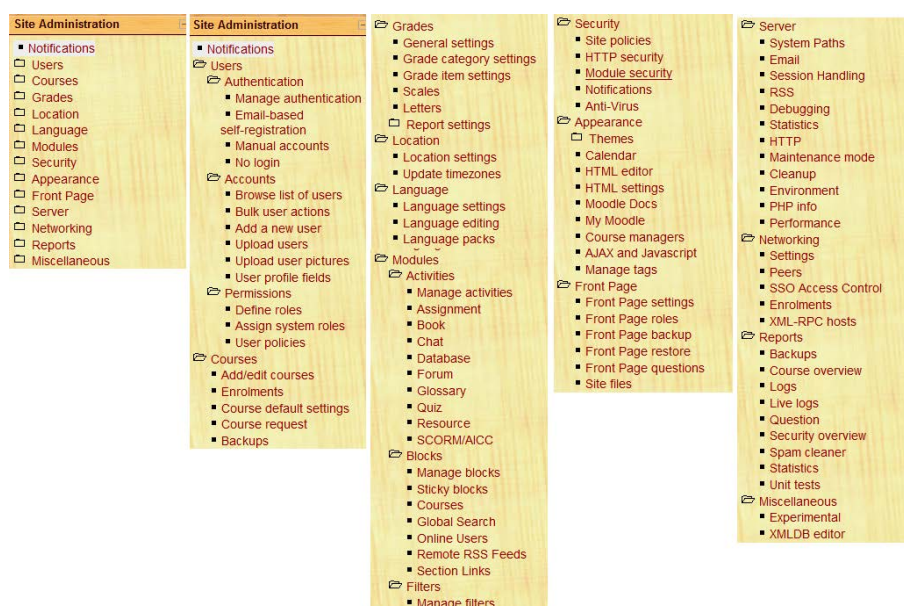 Site Administration
Notifications
Users
Courses
Grades
Location
Language
Modules
Security
Appearance
Front Page
Server
Networking
Reports
Miscellaneous
Site Administration
Notifications
Users
Authentication
Manage authentication
Email-based
self-registration
Manual accounts
No login
Accounts
Browse list of users
Bulk user actions
Add a new user
Upload users
Upload user pictures
User profile fields
Permissions
Define roles
Assign system roles
User policies
Courses
Add/edit courses
Enrolments
Course default settings
Course request
Backups
Grades
General settings
Grade category settings
Grade item settings
Scales
Letters
Report settings
Location
Location settings
Update timezones
Language
Language settings
Language editing
Language packs
Modules
Activities
Manage activities
Assignment
Book
Chat
Database
Forum
Glossary
Quiz
Resource
SCORM/AICC
Blocks
Manage blocks
Sticky blocks
Courses
Global Search
Online Users
Remote RSS Feeds
Section Links
Filters
Manage filters
Security
Site policies
HTTP security
Module security
Notifications
Anti-Virus
Appearance
Themes
Calendar
HTML editor
HTML settings
Moodle Docs
My Moodle
Course managers
AJAX and Javascript
Manage tags
Front Page
Front Page settings
Front Page roles
Front Page backup
Front Page restore
Front Page questions
Site files
Server
System Paths
Email
Session Handling
RSS
Debugging
Statistics
HTTP
Maintenance mode
Cleanup
Environment
PHP info
Performance
Networking
Settings
Peers
SSO Access Control
Enrolments
XML-RPC hosts
Reports
Backups
Course overview
Logs
Live logs
Question
Security overview
Spam cleaner
Statistics
Unit tests
Miscellaneous
Experimental
XMLDB editor